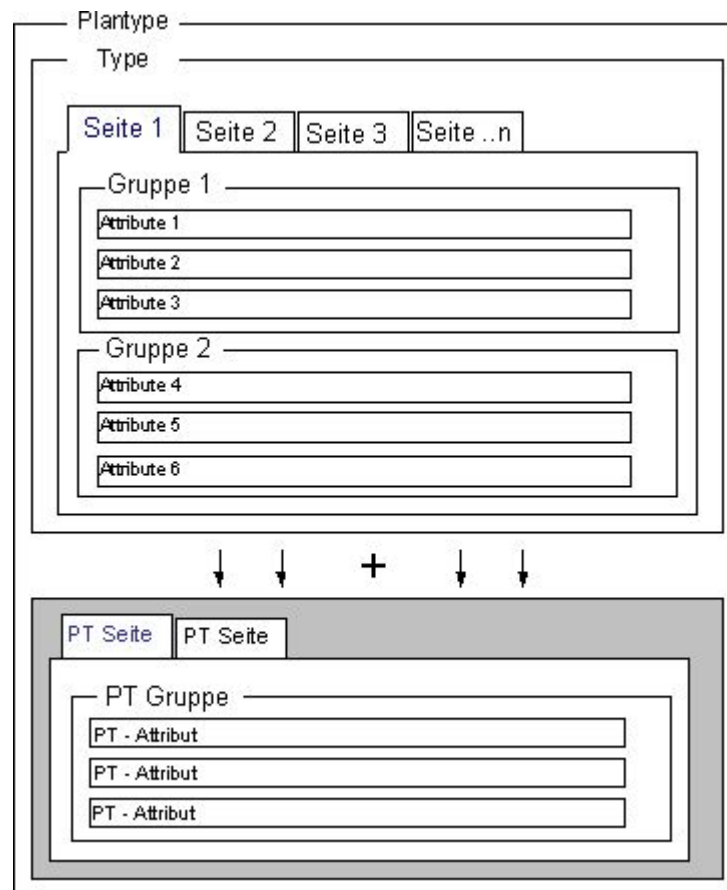 Plantype
Type
Seite 1 Seite 2 Seite 3 Seite ..n
Gruppe 1
Attribute 1
Attribute 2
Attribute 3
Gruppe 2
Attribute 4
Attribute 5
Attribute 6
+
PT Seite PT Seite
PT Gruppe
PT - Attribut
PT - Attribut
PT - Attribut